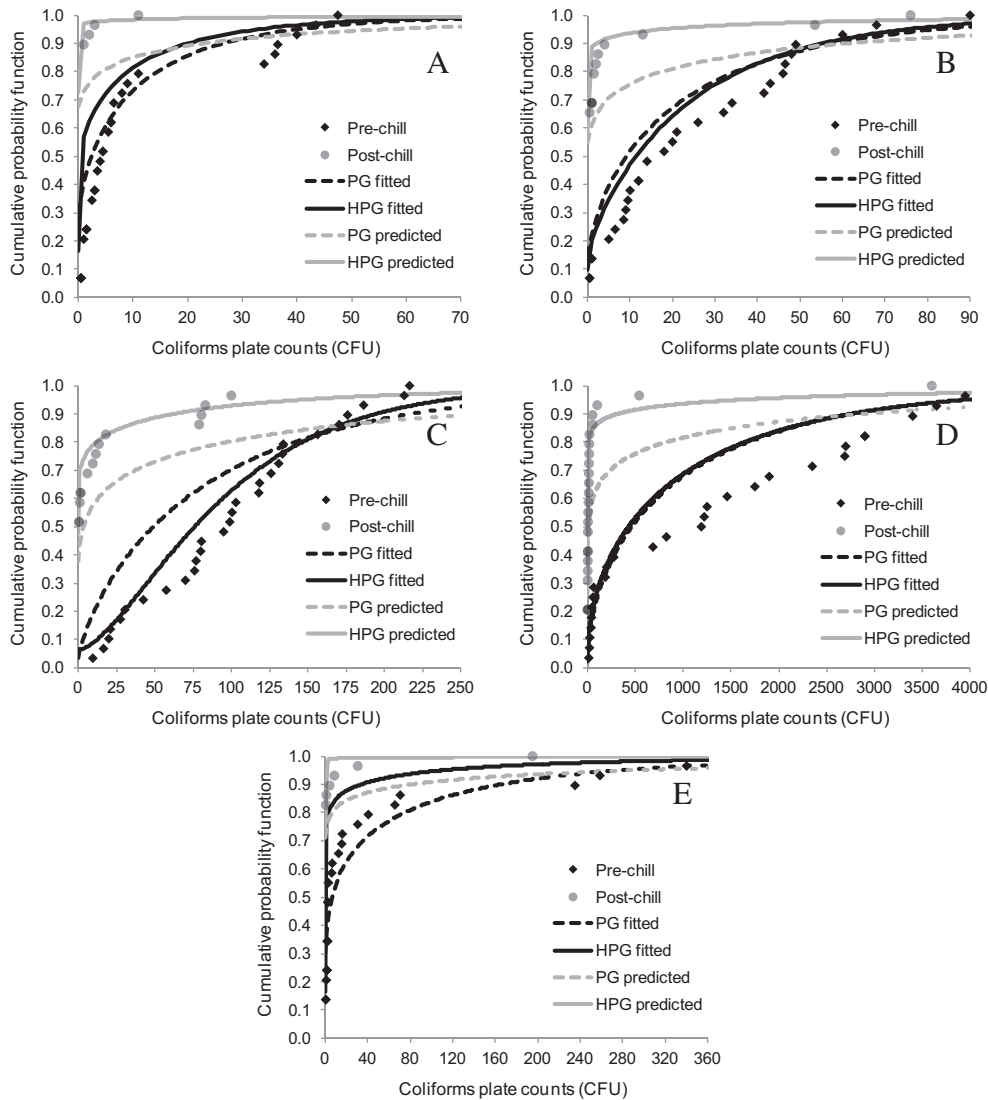 1.0
0.9
0.8
0.7
0.6
0.5
0.4
0.3
0.2
0.1
0.0
Cumulative probability function
A
Pre-chill
Post-chill
PG fitted
HPG fitted
PG predicted
HPG predicted
0 10 20 30 40 50 60 70
Coliforms plate counts (CFU)
1.0
0.9
0.8
0.7
0.6
0.5
0.4
0.3
0.2
0.1
0.0
Cumulative probability function
B
Pre-chill
Post-chill
PG fitted
HPG fitted
PG predicted
HPG predicted
0 10 20 30 40 50 60 70 80 90
Coliforms plate counts (CFU)
1.0
0.9
0.8
0.7
0.6
0.5
0.4
0.3
0.2
0.1
0.0
Cumulative probability function
C
Pre-chill
Post-chill
PG fitted
HPG fitted
PG predicted
HPG predicted
0 25 50 75 100 125 150 175 200 225 250
Coliforms plate counts (CFU)
1.0
0.9
0.8
0.7
0.6
0.5
0.4
0.3
0.2
0.1
0.0
Cumulative probability function
D
Pre-chill
Post-chill
PG fitted
HPG fitted
PG predicted
HPG predicted
0 500 1000 1500 2000 2500 3000 3500 4000
Coliforms plate counts (CFU)
1.0
0.9
0.8
0.7
0.6
0.5
0.4
0.3
0.2
0.1
0.0
Cumulative probability function
E
Pre-chill
Post-chill
PG fitted
HPG fitted
PG predicted
HPG predicted
0 40 80 120 160 200 240 280 320 360
Coliforms plate counts (CFU)